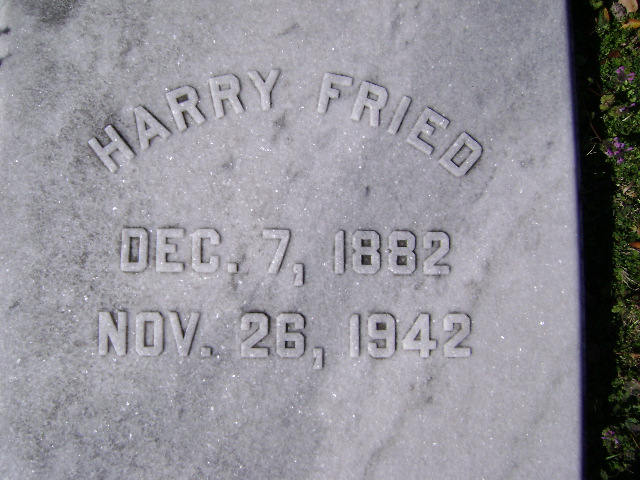 HARRY FRIED
DEC. 7, 1882
NOV. 26, 1942